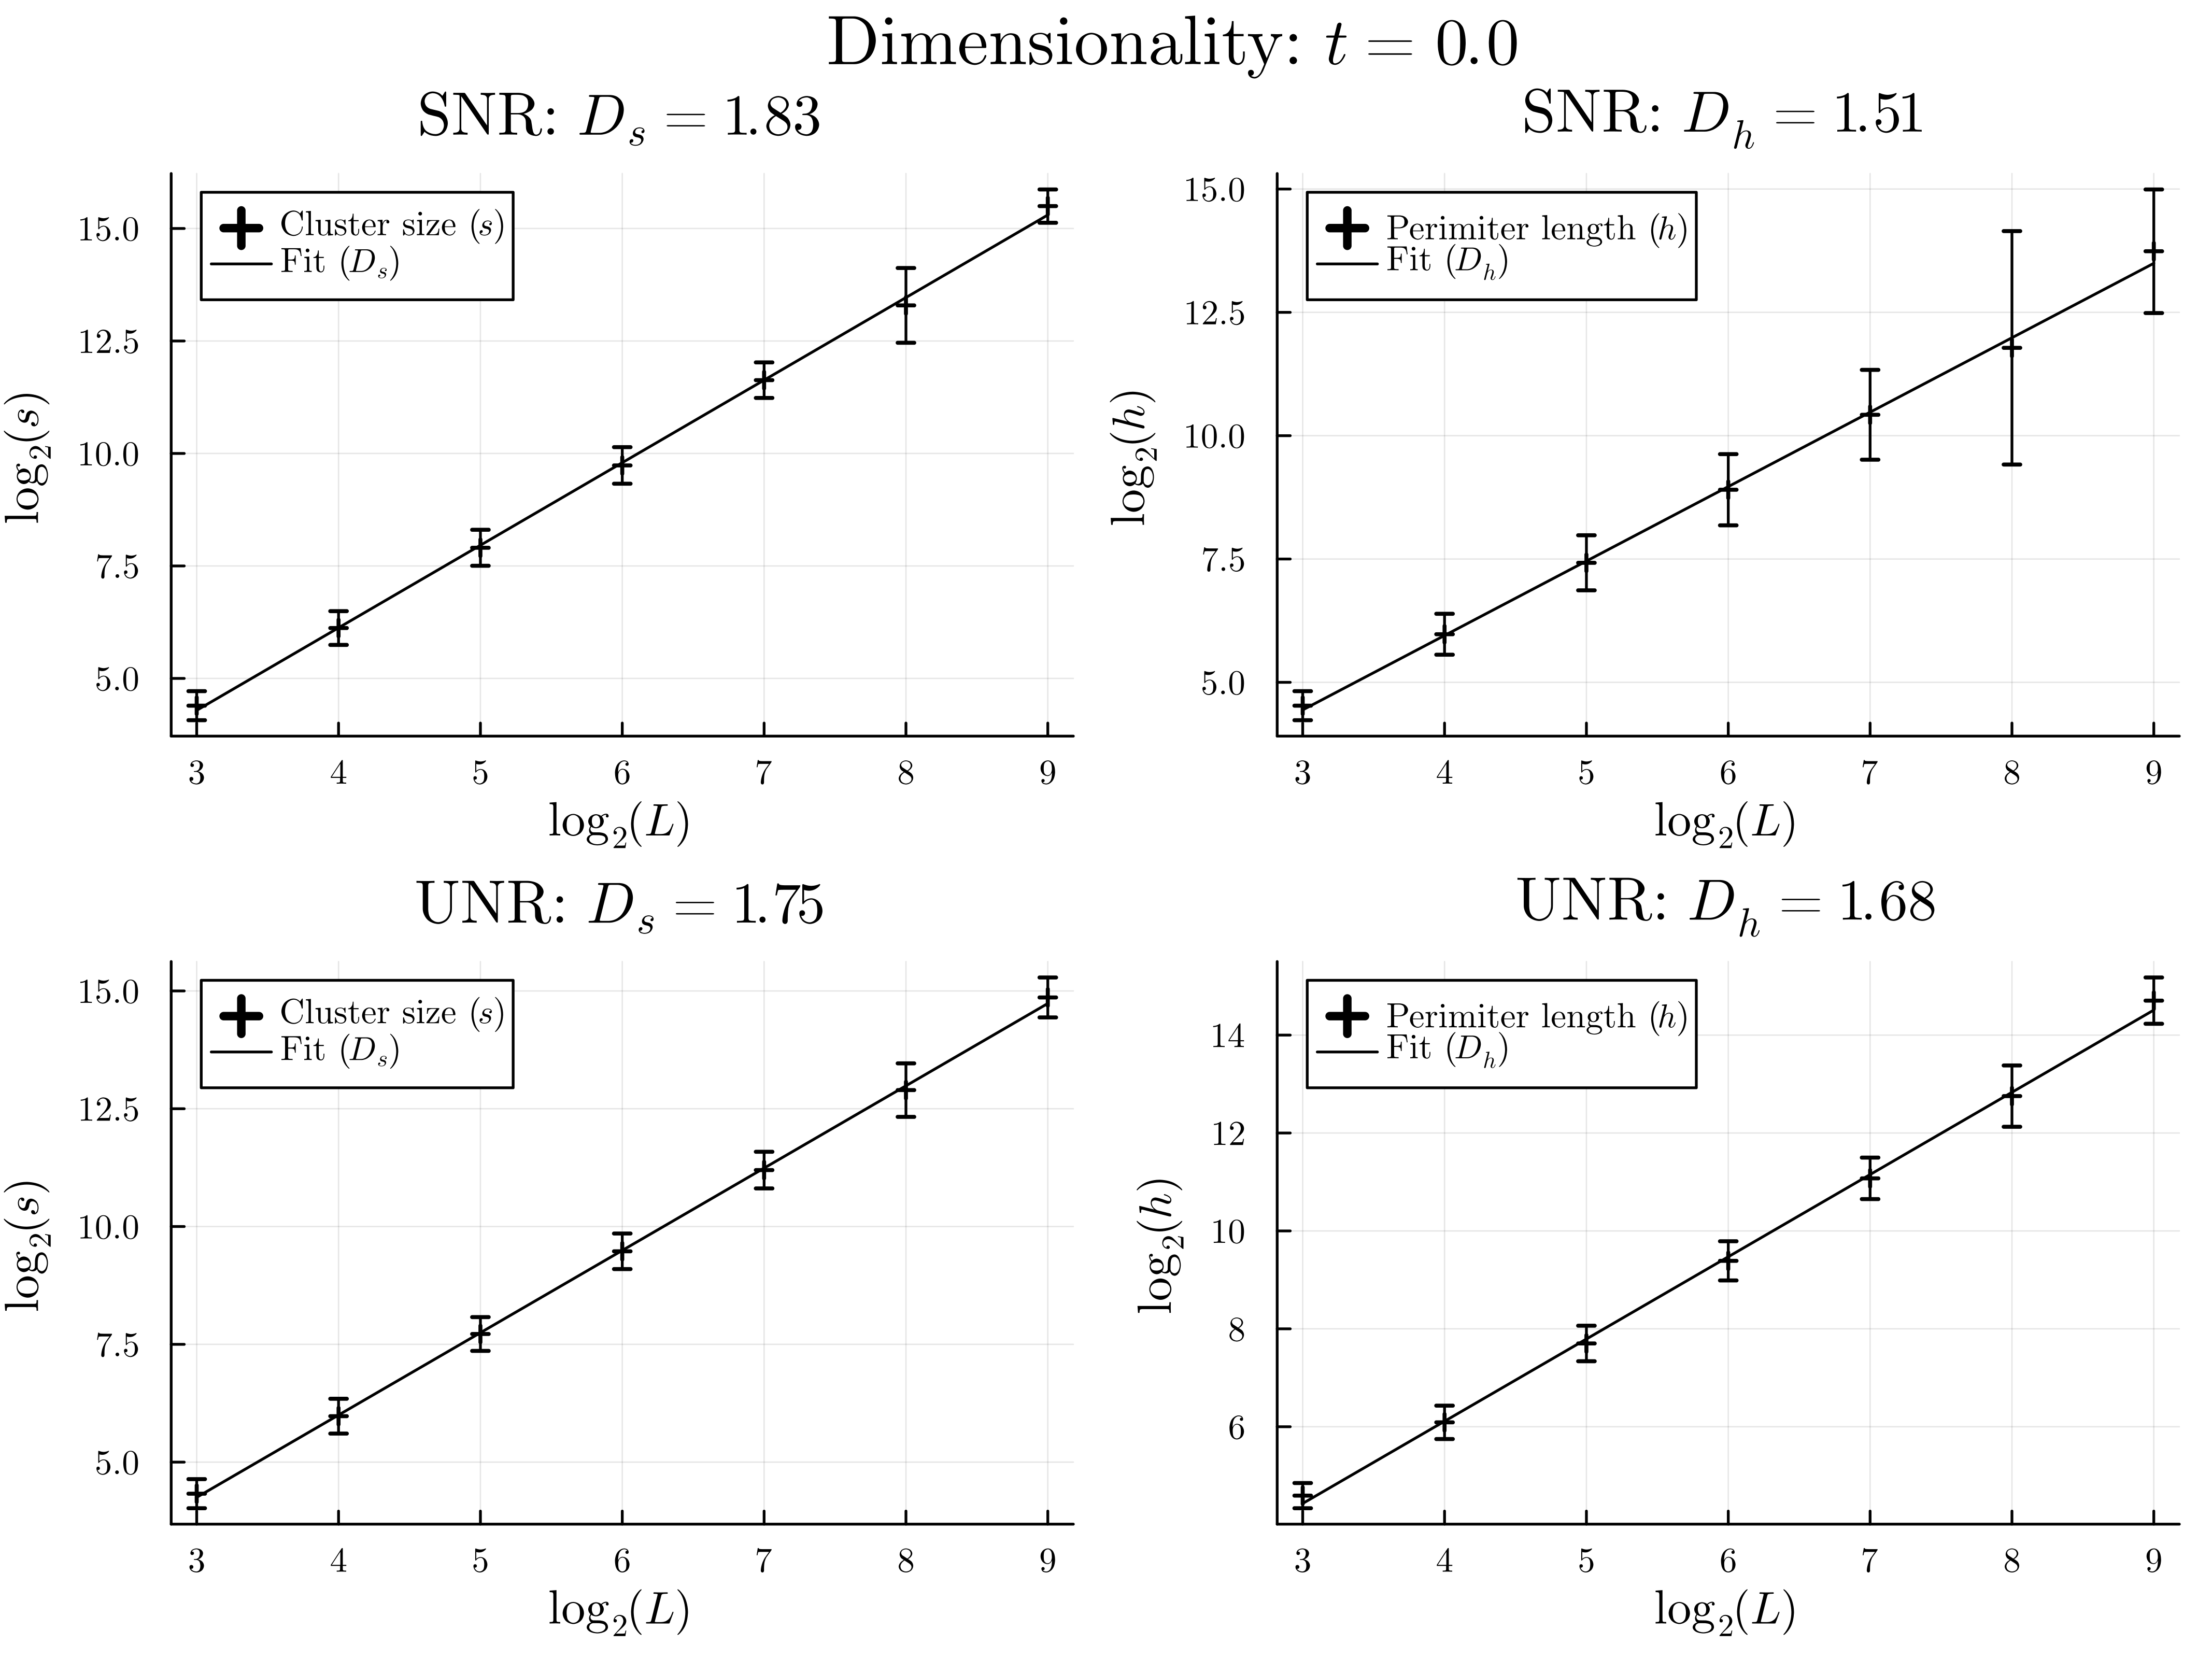 Dimensionality: t = 0.0
SNR: D_s = 1.83
Cluster size (s)
Fit (D_s)
15.0
12.5
10.0
7.5
5.0
log_2(s)
3 4 5 6 7 8 9
log_2(L)
SNR: D_h = 1.51
Perimiter length (h)
Fit (D_h)
15.0
12.5
10.0
7.5
5.0
log_2(h)
3 4 5 6 7 8 9
log_2(L)
UNR: D_s = 1.75
Cluster size (s)
Fit (D_s)
15.0
12.5
10.0
7.5
5.0
log_2(s)
3 4 5 6 7 8 9
log_2(L)
UNR: D_h = 1.68
Perimiter length (h)
Fit (D_h)
14
12
10
8
6
log_2(h)
3 4 5 6 7 8 9
log_2(L)